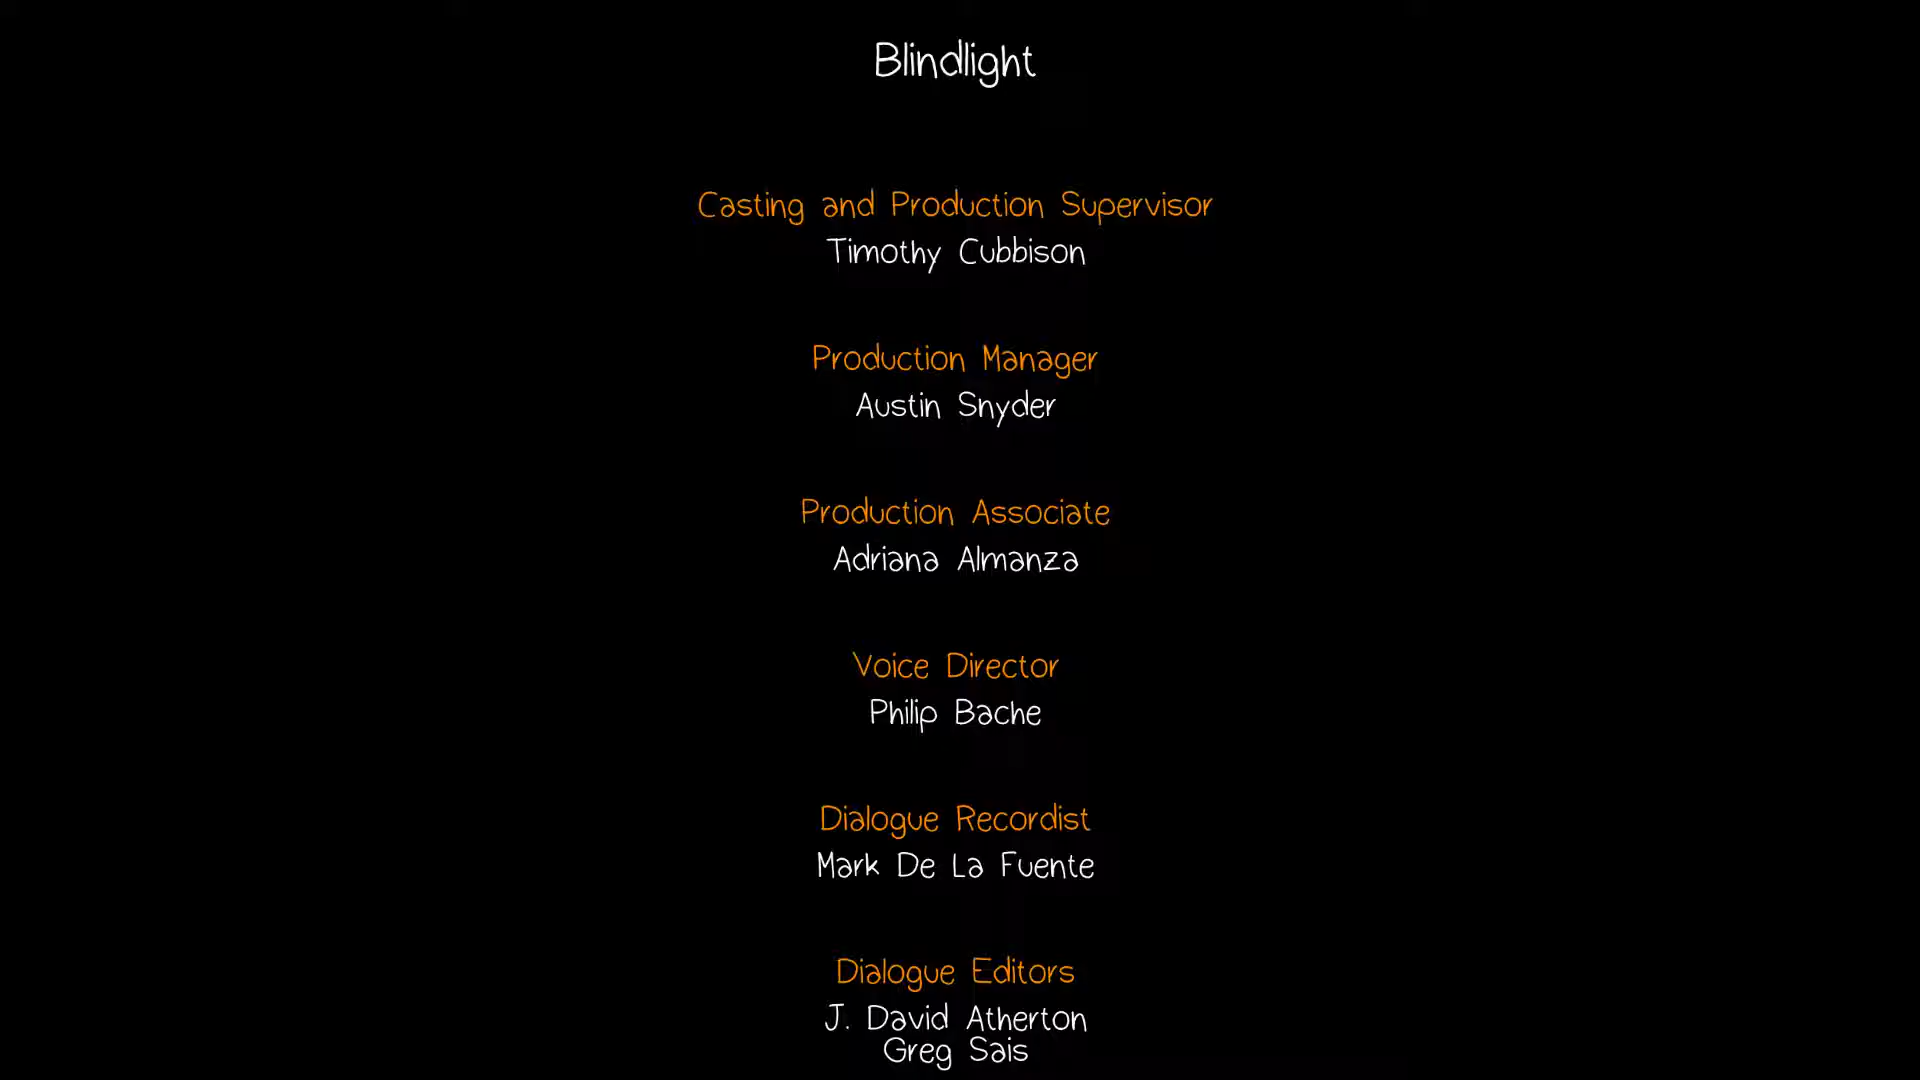 Blindlight
Casting and Production Supervisor
Timothy Cubbison
Production Manager
Austin Snyder
Production Associate
Adriana Almanza
Voice Director
Philip Bache
Dialogue Recordist
Mark De La Fuente
Dialogue Editors
J. David Atherton
Greg Sais